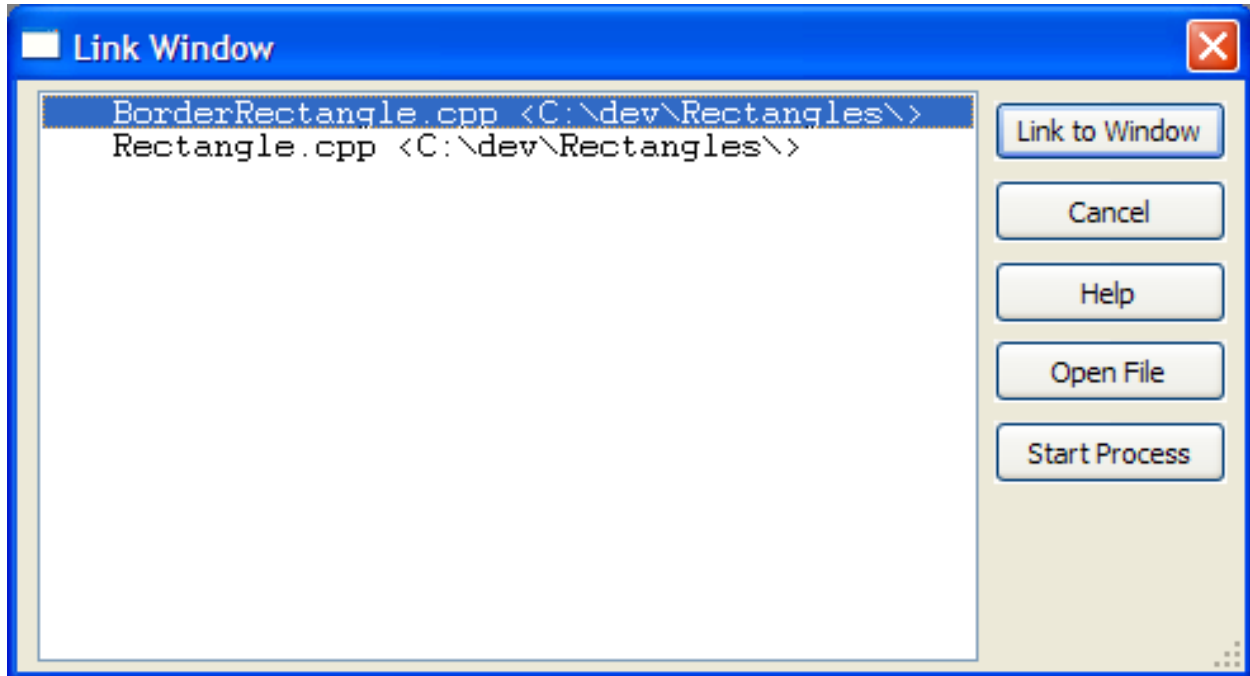 Link Window
BorderRectangle.cpp <C:\dev\Rectangles\>
Rectangle.cpp <C:\dev\Rectangles\>
Link to Window
Cancel
Help
Open File
Start Process